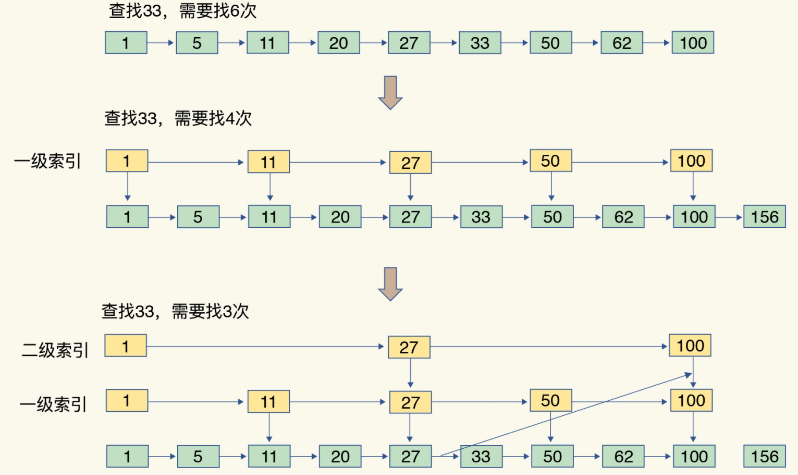 查找33，需要找6次
1 5 11 20 27 33 50 62 100
查找33，需要找4次
一级索引 1 11 27 50 100
1 5 11 20 27 33 50 62 100 156
查找33，需要找3次
二级索引 1 27 100
一级索引 1 11 27 50 100
1 5 11 20 27 33 50 62 100 156